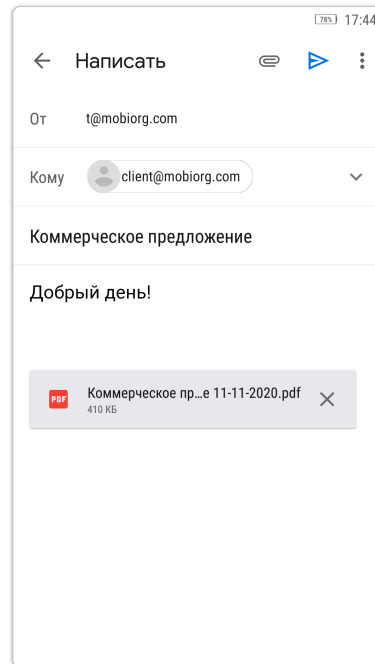 78% 17:44
Написать
От t@mobiorg.com
Кому client@mobiorg.com
Коммерческое предложение
Добрый день!
PDF Коммерческое пр...е 11-11-2020.pdf
410 КБ